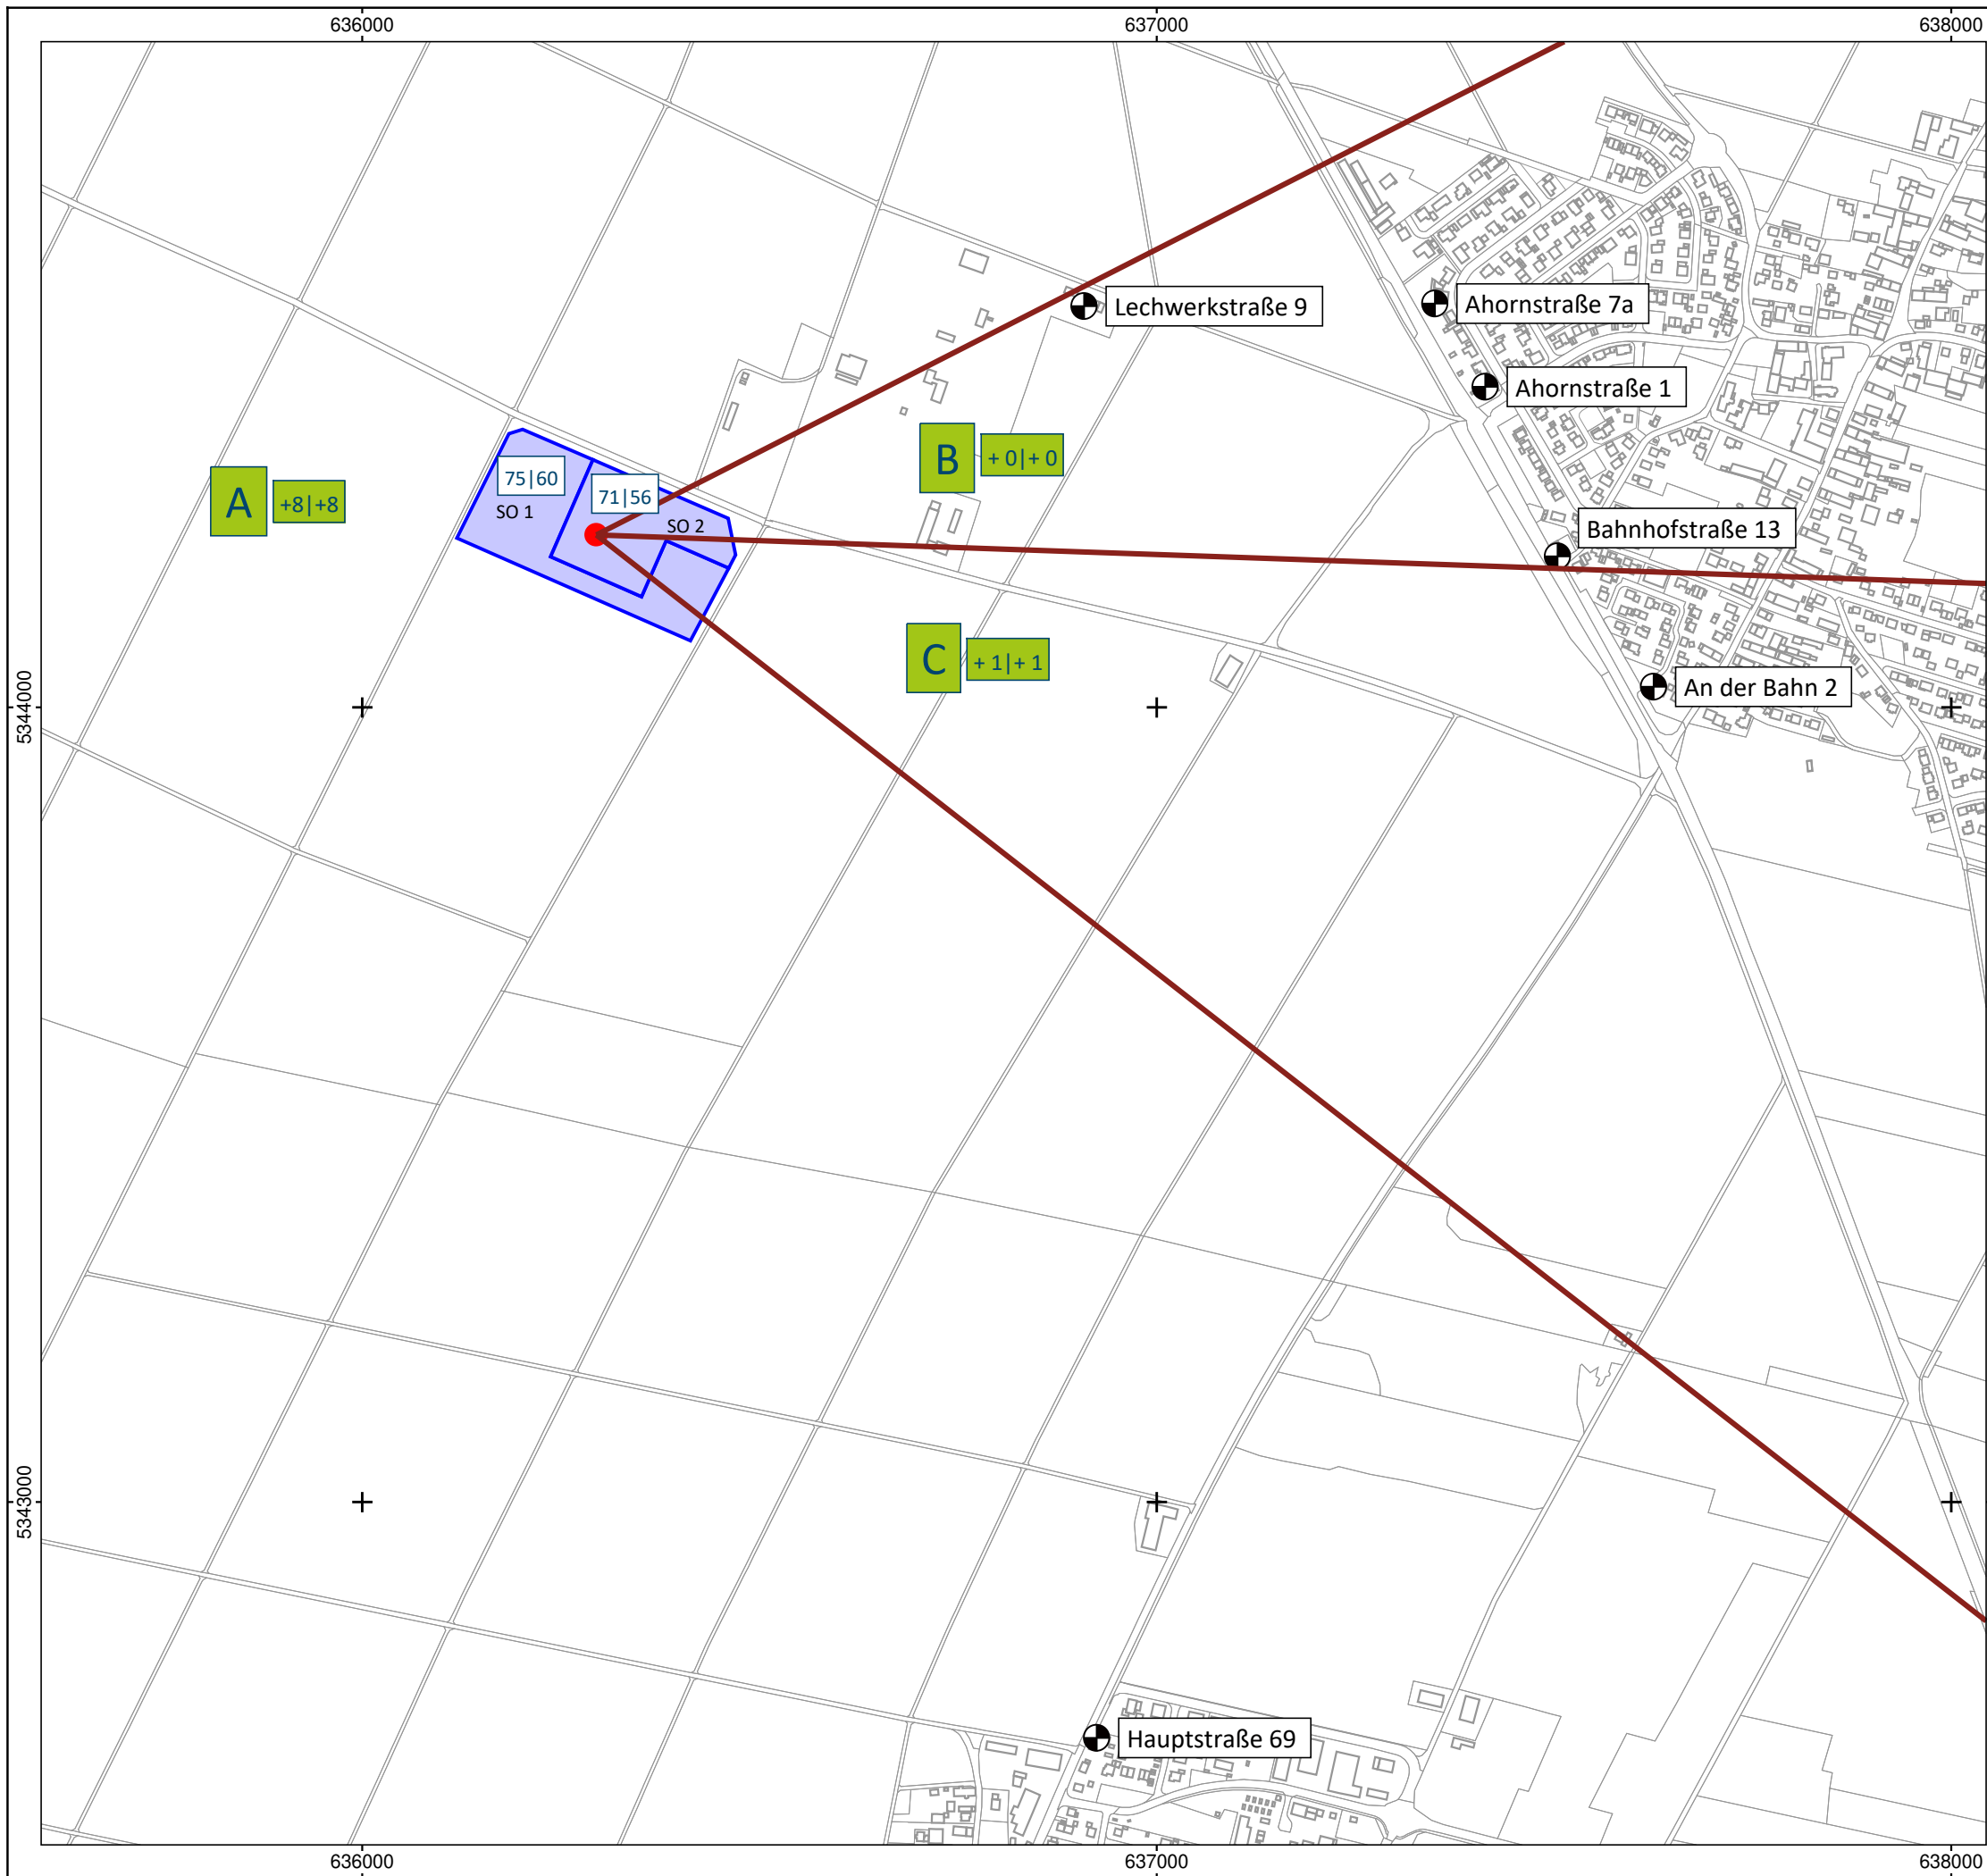 636000
637000
638000
Lechwerkstraße 9
Ahornstraße 7a
Ahornstraße 1
B
+ 0|+ 0
A
+8|+8
75|60
71|56
SO 1
SO 2
Bahnhofstraße 13
C
+ 1|+ 1
An der Bahn 2
5344000
5343000
Hauptstraße 69
636000
637000
638000